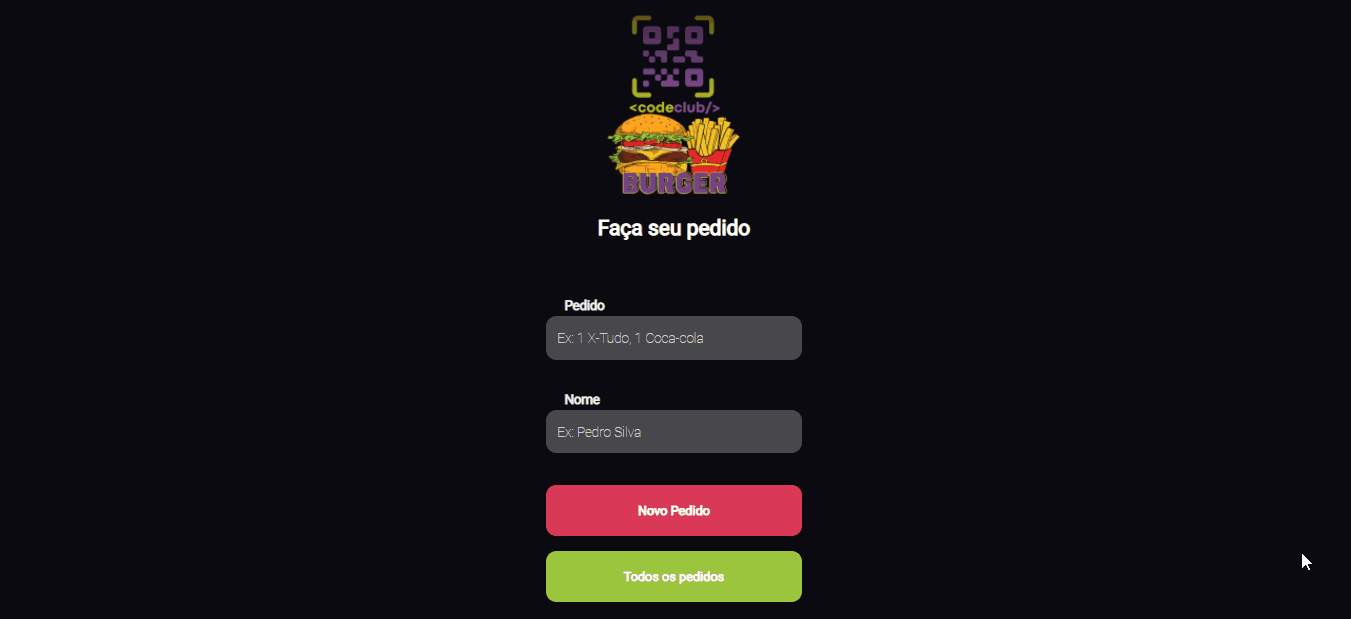 <codeclub/>
BURGER
Faça seu pedido
Pedido
Ex: 1 X-Tudo, 1 Coca-cola
Nome
Ex: Pedro Silva
Novo Pedido
Todos os pedidos